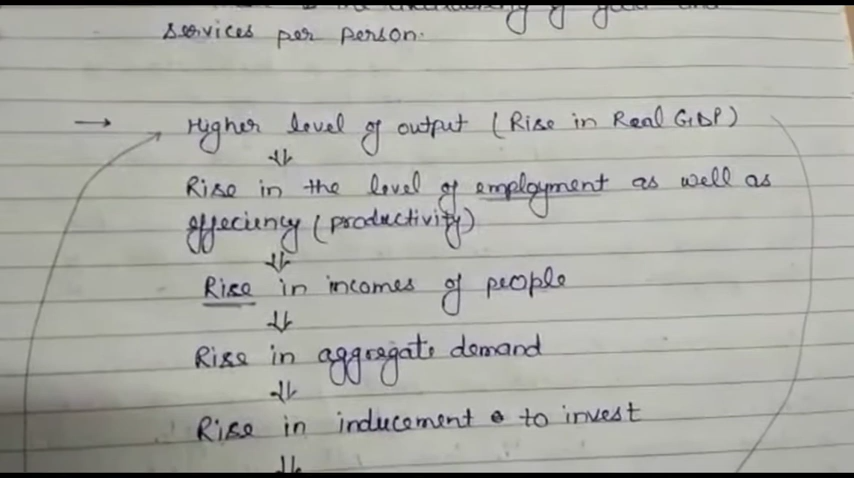 services per person.
→ Higher level of output (Rise in Real GDP)
Rise in the level of employment as well as
effeciency (productivity)
Rise in incomes of people
Rise in aggregate demand
Rise in inducement to invest